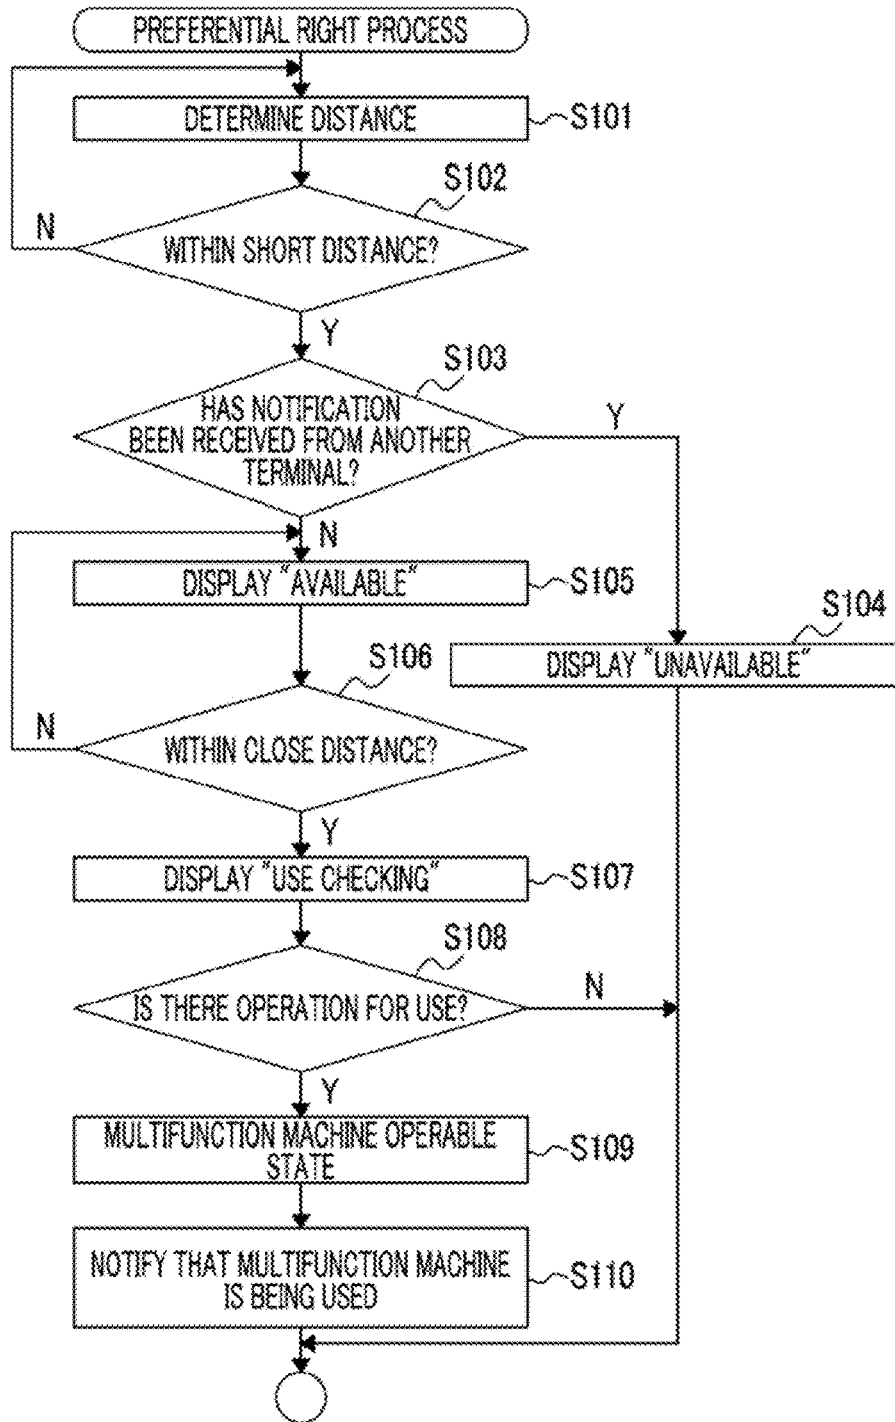 PREFERENTIAL RIGHT PROCESS
DETERMINE DISTANCE
S101
S102
N
WITHIN SHORT DISTANCE?
Y
S103
HAS NOTIFICATION
BEEN RECEIVED FROM ANOTHER
TERMINAL?
Y
N
DISPLAY "AVAILABLE"
S105
S104
DISPLAY "UNAVAILABLE"
S106
N
WITHIN CLOSE DISTANCE?
Y
DISPLAY "USE CHECKING"
S107
S108
IS THERE OPERATION FOR USE?
N
Y
MULTIFUNCTION MACHINE OPERABLE
STATE
S109
NOTIFY THAT MULTIFUNCTION MACHINE
IS BEING USED
S110